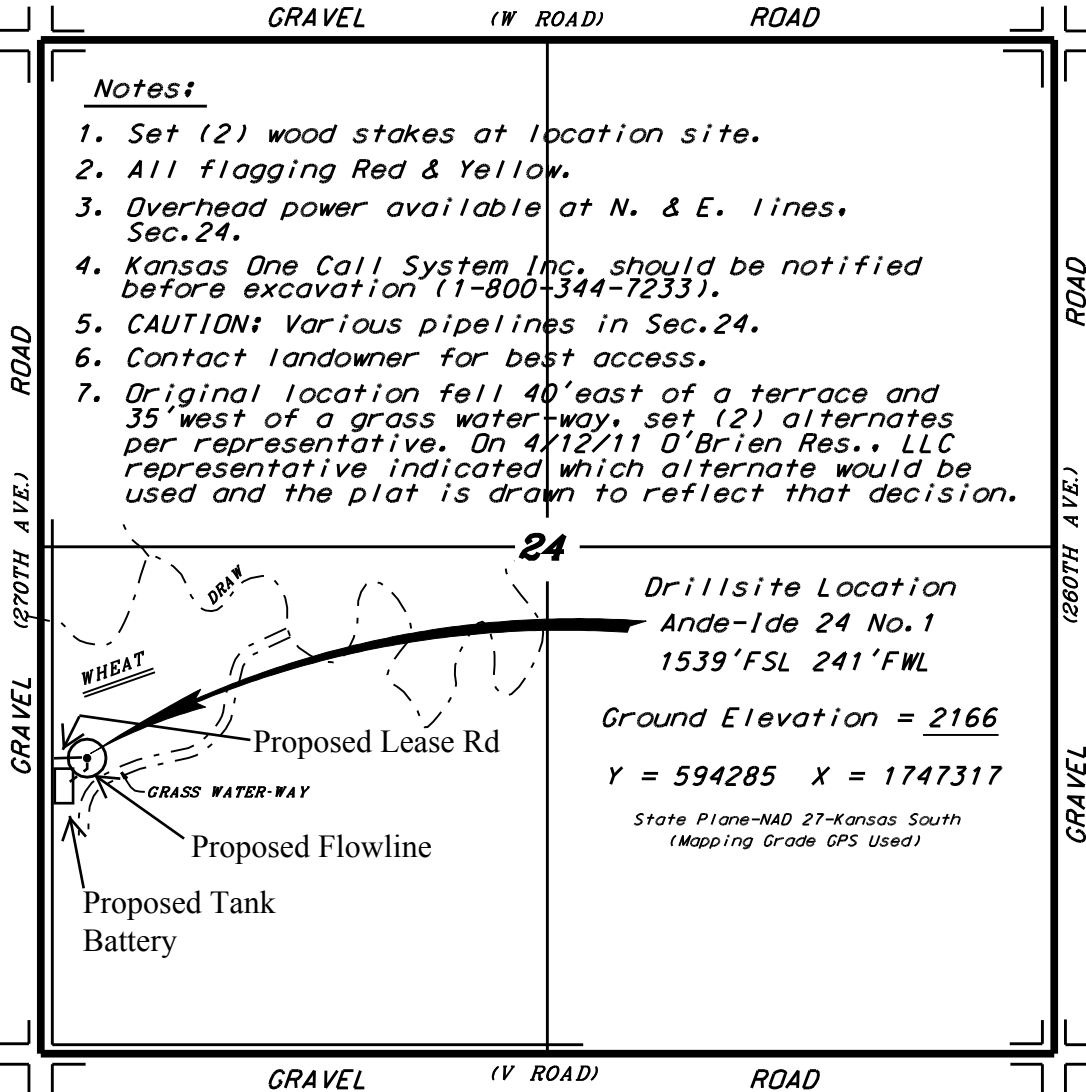 GRAVEL (W ROAD) ROAD
Notes:
1. Set (2) wood stakes at location site.
2. All flagging Red & Yellow.
3. Overhead power available at N. & E. lines,
Sec.24.
4. Kansas One Call System Inc. should be notified
before excavation (1-800-344-7233).
5. CAUTION: Various pipelines in Sec.24.
6. Contact landowner for best access.
7. Original location fell 40'east of a terrace and
35'west of a grass water-way, set (2) alternates
per representative. On 4/12/11 O'Brien Res., LLC
representative indicated which alternate would be
used and the plat is drawn to reflect that decision.
GRAVEL (270TH AVE.) ROAD
GRAVEL (260TH AVE.) ROAD
24
DRAW
WHEAT
Drillsite Location
Ande-Ide 24 No.1
1539'FSL 241'FWL
Ground Elevation = 2166
Y = 594285 X = 1747317
State Plane-NAD 27-Kansas South
(Mapping Grade GPS Used)
Proposed Lease Rd
GRASS WATER-WAY
Proposed Flowline
Proposed Tank
Battery
GRAVEL (V ROAD) ROAD